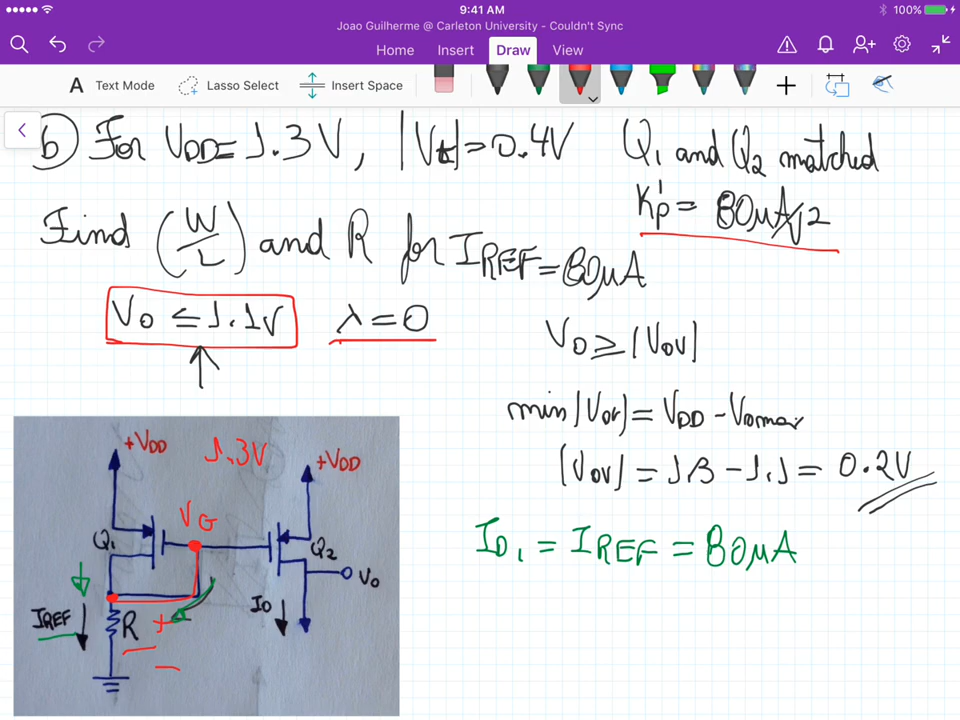 9:41 AM
100%
Joao Guilherme @ Carleton University - Couldn't Sync
Home Insert Draw View
A Text Mode Lasso Select Insert Space
b) For VDD = 1.3V, |Vt| = 0.4V Q1 and Q2 matched
Kp' = 80μA/V2
Find (W/L) and R for IREF = 80μA
Vo ≤ 1.1V λ = 0
Vo ≥ |Vov|
min|Vov| = VDD - Vomax
|Vov| = 1.3 - 1.1 = 0.2V
ID1 = IREF = 80μA
+VDD 1.3V +VDD
VG
Q1 Q2
Vo
IREF R + Io
-